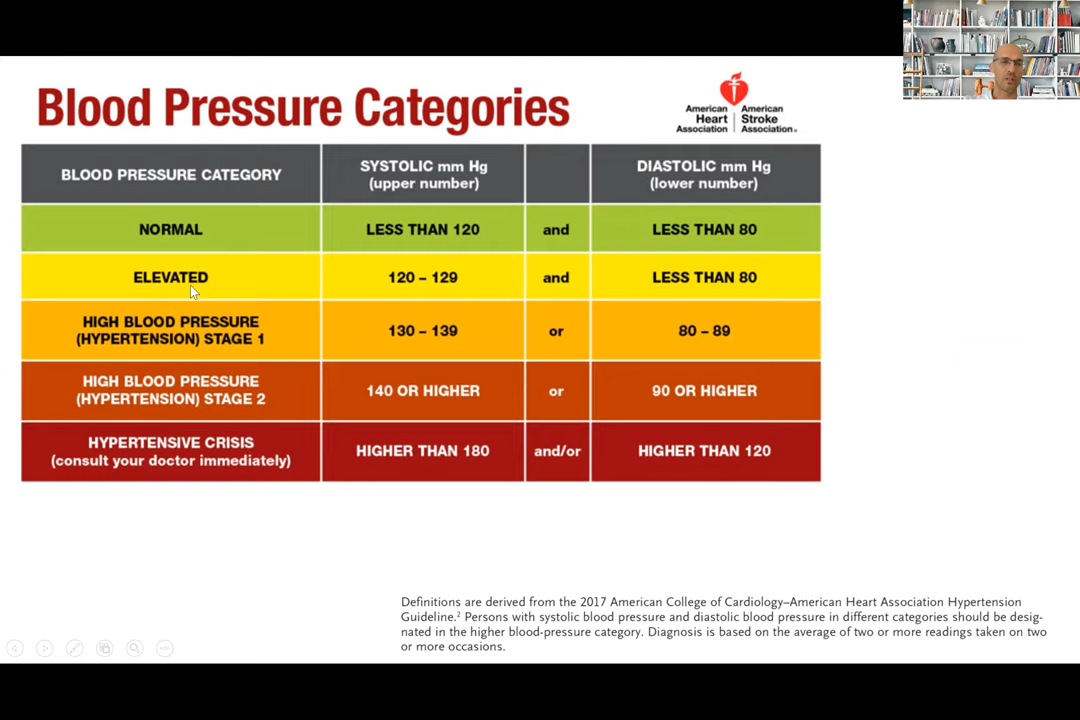 Blood Pressure Categories
American
Heart
Association
American
Stroke
Association®
BLOOD PRESSURE CATEGORY
SYSTOLIC mm Hg
(upper number)
DIASTOLIC mm Hg
(lower number)
NORMAL
LESS THAN 120
and
LESS THAN 80
ELEVATED
120 – 129
and
LESS THAN 80
HIGH BLOOD PRESSURE
(HYPERTENSION) STAGE 1
130 – 139
or
80 – 89
HIGH BLOOD PRESSURE
(HYPERTENSION) STAGE 2
140 OR HIGHER
or
90 OR HIGHER
HYPERTENSIVE CRISIS
(consult your doctor immediately)
HIGHER THAN 180
and/or
HIGHER THAN 120
Definitions are derived from the 2017 American College of Cardiology–American Heart Association Hypertension
Guideline.² Persons with systolic blood pressure and diastolic blood pressure in different categories should be desig-
nated in the higher blood-pressure category. Diagnosis is based on the average of two or more readings taken on two
or more occasions.